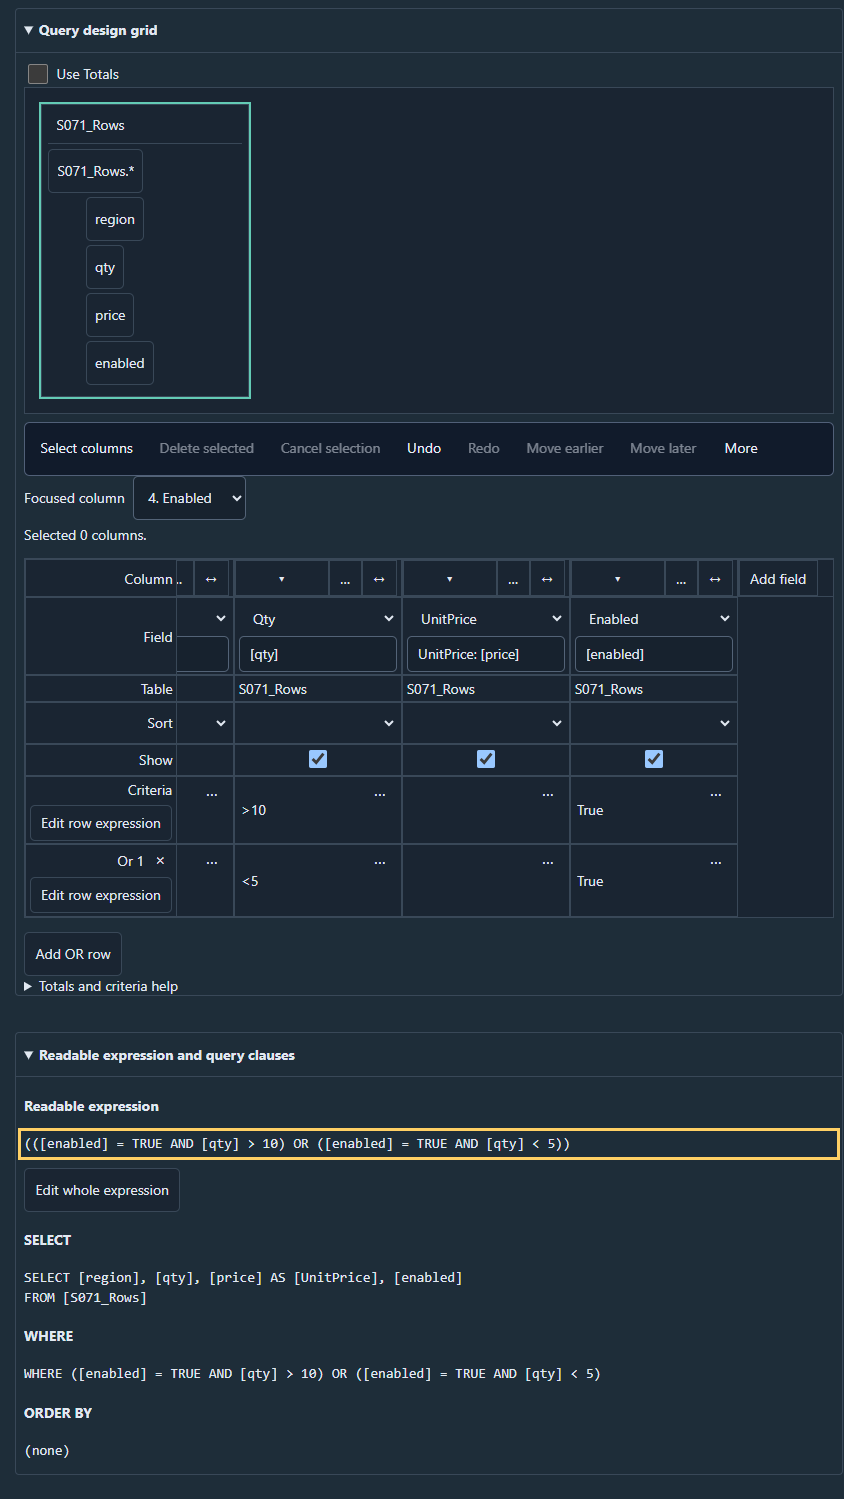 ▼ Query design grid
Use Totals
S071_Rows
S071_Rows.*
region
qty
price
enabled
Select columns Delete selected Cancel selection Undo Redo Move earlier Move later More
Focused column 4. Enabled
Selected 0 columns.
Column .. ↔ ▾ ... ↔ ▾ ... ↔ ▾ ... ↔ Add field
Qty UnitPrice Enabled
Field
[qty] UnitPrice: [price] [enabled]
Table S071_Rows S071_Rows S071_Rows
Sort
Show
Criteria ... ... ... ...
>10 True
Edit row expression
Or 1 × ... ... ... ...
<5 True
Edit row expression
Add OR row
▶ Totals and criteria help
▼ Readable expression and query clauses
Readable expression
(([enabled] = TRUE AND [qty] > 10) OR ([enabled] = TRUE AND [qty] < 5))
Edit whole expression
SELECT
SELECT [region], [qty], [price] AS [UnitPrice], [enabled]
FROM [S071_Rows]
WHERE
WHERE ([enabled] = TRUE AND [qty] > 10) OR ([enabled] = TRUE AND [qty] < 5)
ORDER BY
(none)